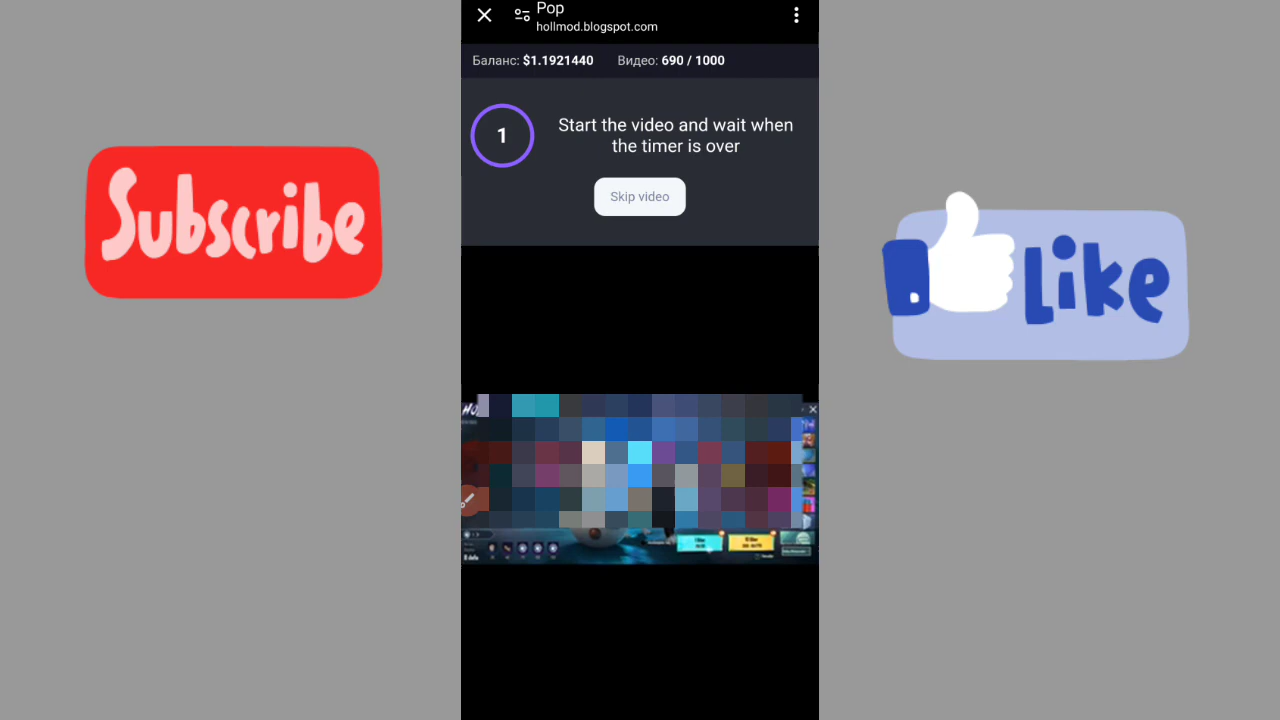 Pop
hollmod.blogspot.com
Баланс: $1.1921440 Видео: 690 / 1000
1
Start the video and wait when
the timer is over
Skip video
Subscribe
Like